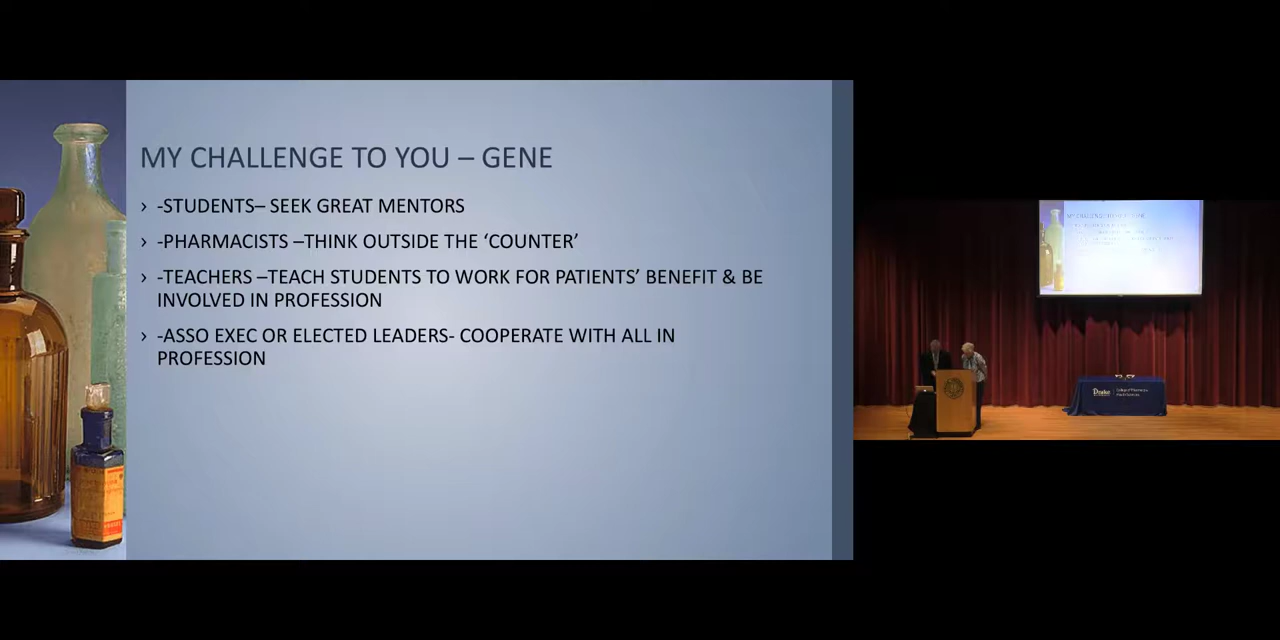 MY CHALLENGE TO YOU – GENE
› -STUDENTS– SEEK GREAT MENTORS
› -PHARMACISTS –THINK OUTSIDE THE ‘COUNTER’
› -TEACHERS –TEACH STUDENTS TO WORK FOR PATIENTS’ BENEFIT & BE
INVOLVED IN PROFESSION
› -ASSO EXEC OR ELECTED LEADERS- COOPERATE WITH ALL IN
PROFESSION
Drake